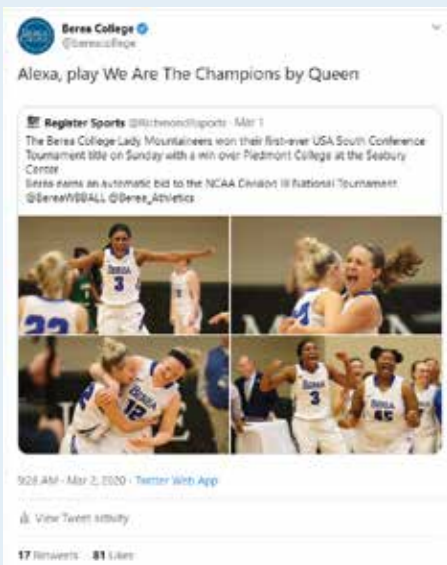 Berea College
@bereacollege
Alexa, play We Are The Champions by Queen
Register Sports @RichmondRsports · Mar 1
The Berea College Lady Mountaineers won their first-ever USA South Conference
Tournament title on Sunday with a win over Piedmont College at the Seabury
Center
Berea earns an automatic bid to the NCAA Division III National Tournament
@BereaWBBALL @Berea_Athletics
BEREA
3
22
BEREA
12
BEREA
3
BEREA
45
9:28 AM · Mar 2, 2020 · Twitter Web App
View Tweet activity
17 Retweets 81 Likes